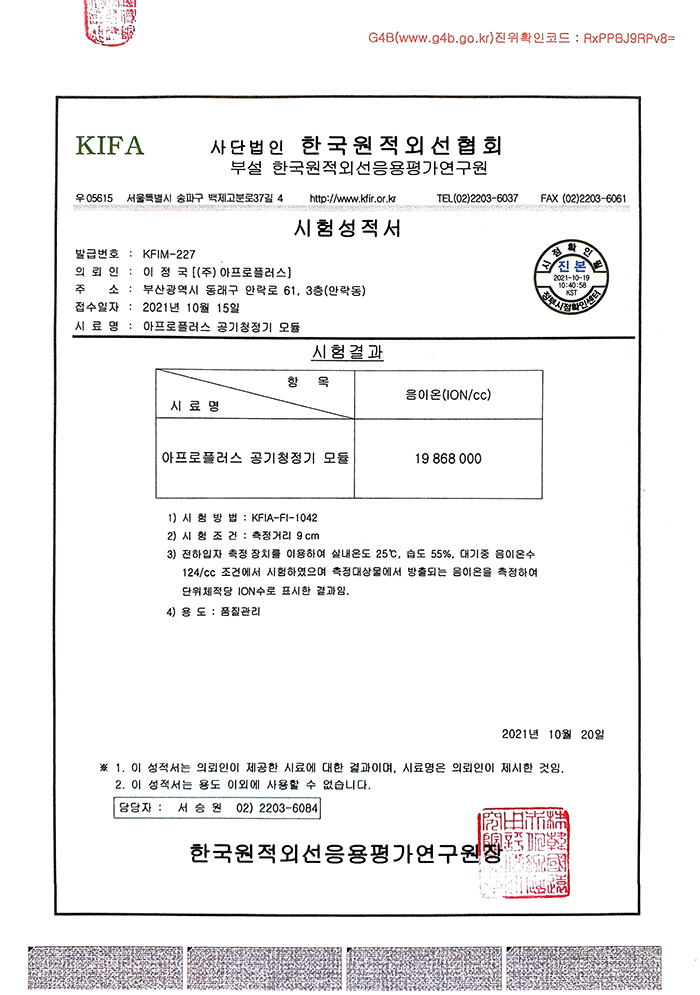 G4B(www.g4b.go.kr)진위확인코드 : RxPPBJ9RPv8=
KIFA 사단법인 한국원적외선협회
부설 한국원적외선응용평가연구원
우 05615 서울특별시 송파구 백제고분로37길 4 http://www.kfir.or.kr TEL(02)2203-6037 FAX (02)2203-6061
시험성적서
발급번호 : KFIM-227
의 뢰 인 : 이 정 국 [(주)아프로플러스]
주 소 : 부산광역시 동래구 안락로 61, 3층(안락동)
접수일자 : 2021년 10월 15일
시 료 명 : 아프로플러스 공기청정기 모듈
시점확인필
진 본
2021-10-19
10:40:58
KST
정부시점확인센터
시험결과
항 목
시 료 명
음이온(ION/cc)
아프로플러스 공기청정기 모듈 19 868 000
1) 시 험 방 법 : KFIA-FI-1042
2) 시 험 조 건 : 측정거리 9 cm
3) 전하입자 측정 장치를 이용하여 실내온도 25℃, 습도 55%, 대기중 음이온수
124/cc 조건에서 시험하였으며 측정대상물에서 방출되는 음이온을 측정하여
단위체적당 ION수로 표시한 결과임.
4) 용 도 : 품질관리
2021년 10월 20일
※ 1. 이 성적서는 의뢰인이 제공한 시료에 대한 결과이며, 시료명은 의뢰인이 제시한 것임.
2. 이 성적서는 용도 이외에 사용할 수 없습니다.
담당자 : 서 승 원 02) 2203-6084
한국원적외선응용평가연구원장